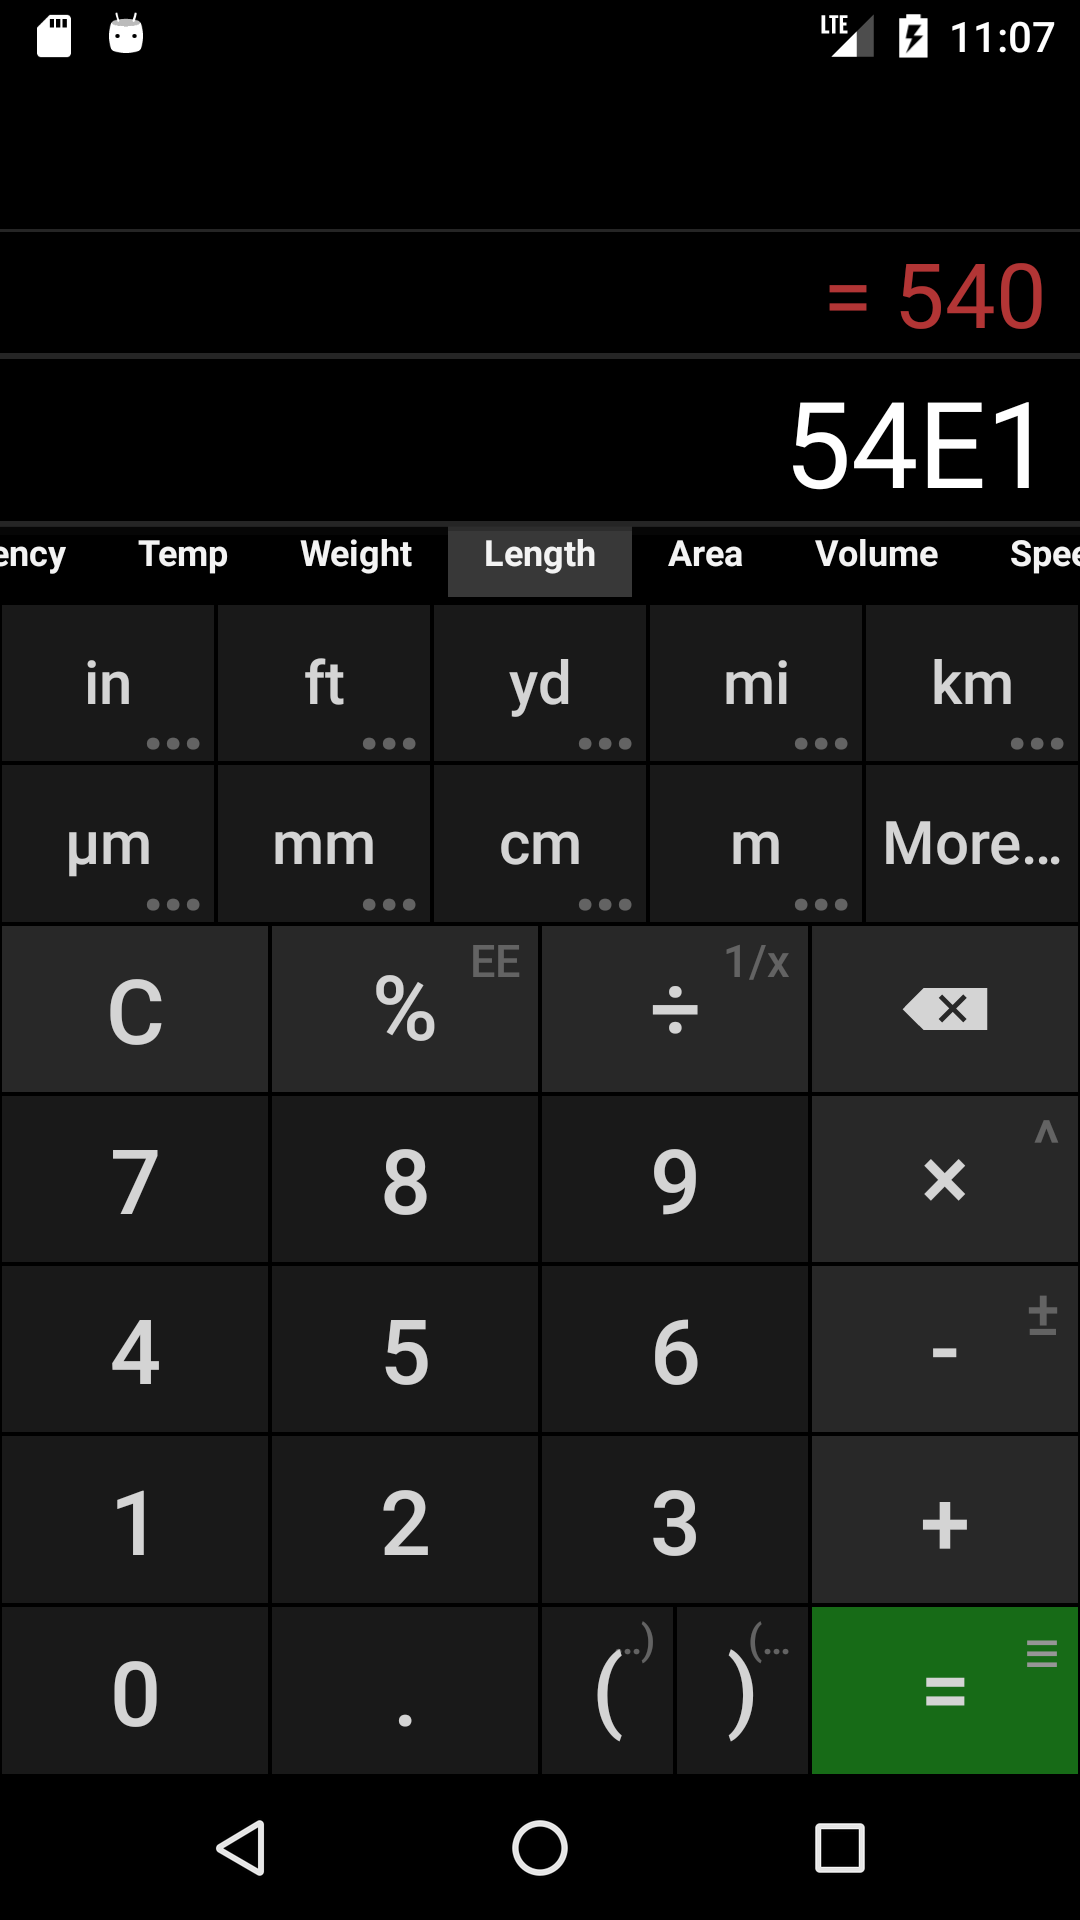 LTE 11:07
= 540
54E1
ency Temp Weight Length Area Volume Spee
in ft yd mi km
µm mm cm m More...
C % EE ÷ 1/x
7 8 9 × ^
4 5 6 - ±
1 2 3 +
0 . ( ..) ) (... =